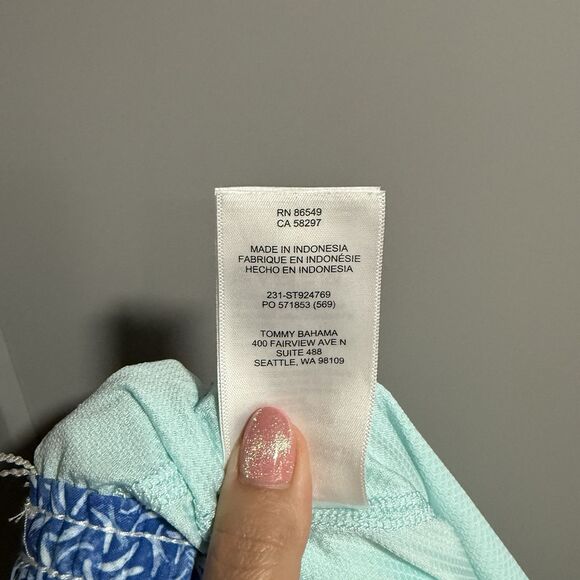 RN 86549
CA 58297
MADE IN INDONESIA
FABRIQUE EN INDONÉSIE
HECHO EN INDONESIA
231-ST924769
PO 571853 (569)
TOMMY BAHAMA
400 FAIRVIEW AVE N
SUITE 488
SEATTLE, WA 98109